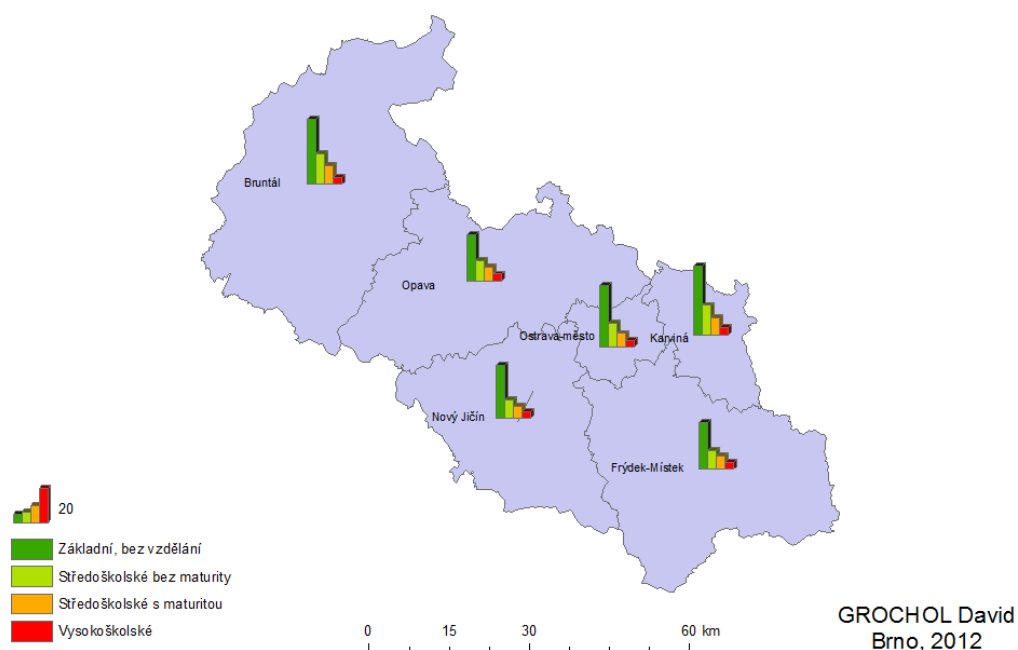 Bruntál
Opava
Ostrava-město
Karviná
Nový Jičín
Frýdek-Místek
20
Základní, bez vzdělání
Středoškolské bez maturity
Středoškolské s maturitou
Vysokoškolské
0 15 30 60 km
GROCHOL David
Brno, 2012